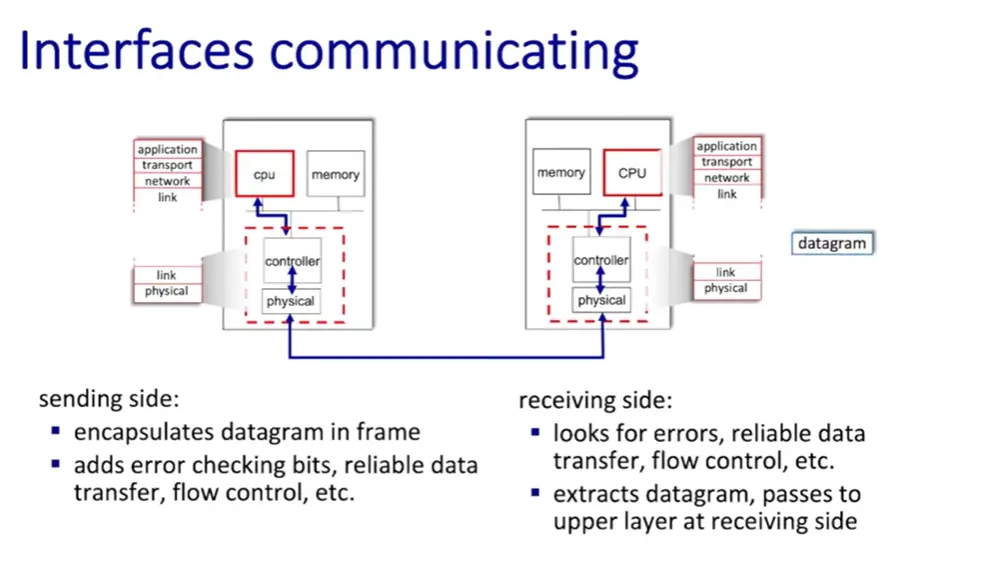 Interfaces communicating
application
transport
network
link
link
physical
cpu
memory
controller
physical
memory
CPU
controller
physical
application
transport
network
link
link
physical
datagram
sending side:
▪ encapsulates datagram in frame
▪ adds error checking bits, reliable data
transfer, flow control, etc.
receiving side:
▪ looks for errors, reliable data
transfer, flow control, etc.
▪ extracts datagram, passes to
upper layer at receiving side